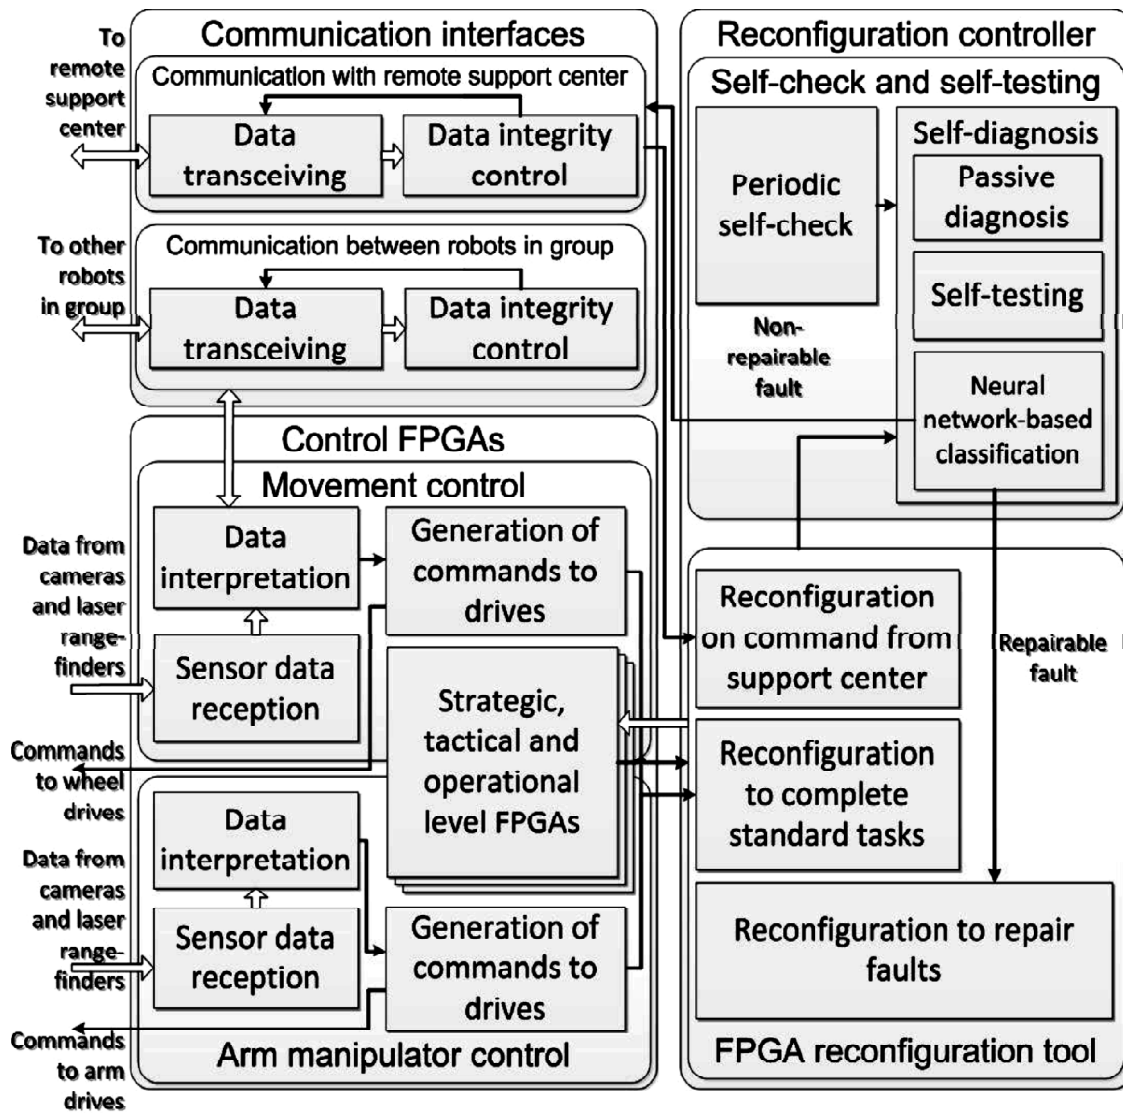 To
remote
support
center
Communication interfaces
Communication with remote support center
Data
transceiving
Data integrity
control
To other
robots
in group
Communication between robots in group
Data
transceiving
Data integrity
control
Control FPGAs
Movement control
Data
interpretation
Generation of
commands to
drives
Data from
cameras
and laser
range-
finders
Sensor data
reception
Strategic,
tactical and
operational
level FPGAs
Commands
to wheel
drives
Data
interpretation
Data from
cameras
and laser
range-
finders
Sensor data
reception
Generation of
commands to
drives
Commands
to arm
drives
Arm manipulator control
Reconfiguration controller
Self-check and self-testing
Periodic
self-check
Self-diagnosis
Passive
diagnosis
Self-testing
Neural
network-based
classification
Non-
repairable
fault
Reconfiguration
on command from
support center
Repairable
fault
Reconfiguration
to complete
standard tasks
Reconfiguration to repair
faults
FPGA reconfiguration tool